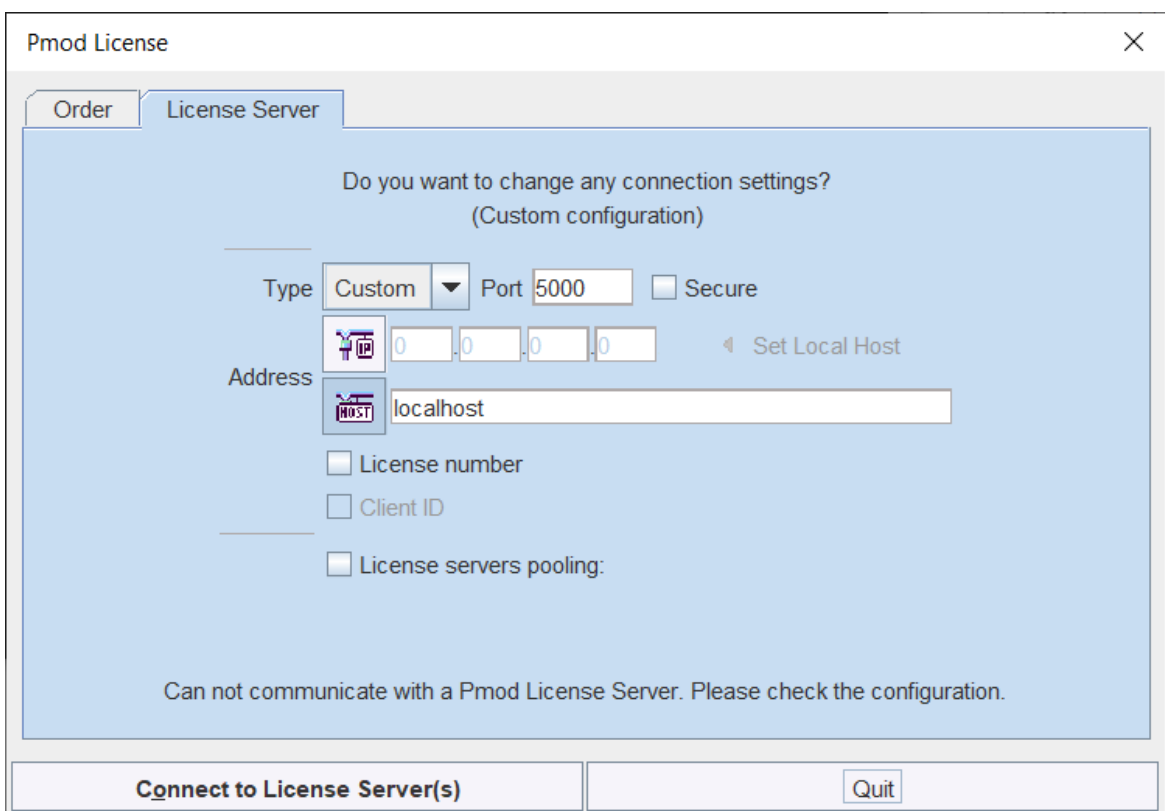 Pmod License
Order License Server
Do you want to change any connection settings?
(Custom configuration)
Type Custom Port 5000 Secure
IP 0 .0 .0 .0 Set Local Host
Address
HOST localhost
License number
Client ID
License servers pooling:
Can not communicate with a Pmod License Server. Please check the configuration.
Connect to License Server(s) Quit